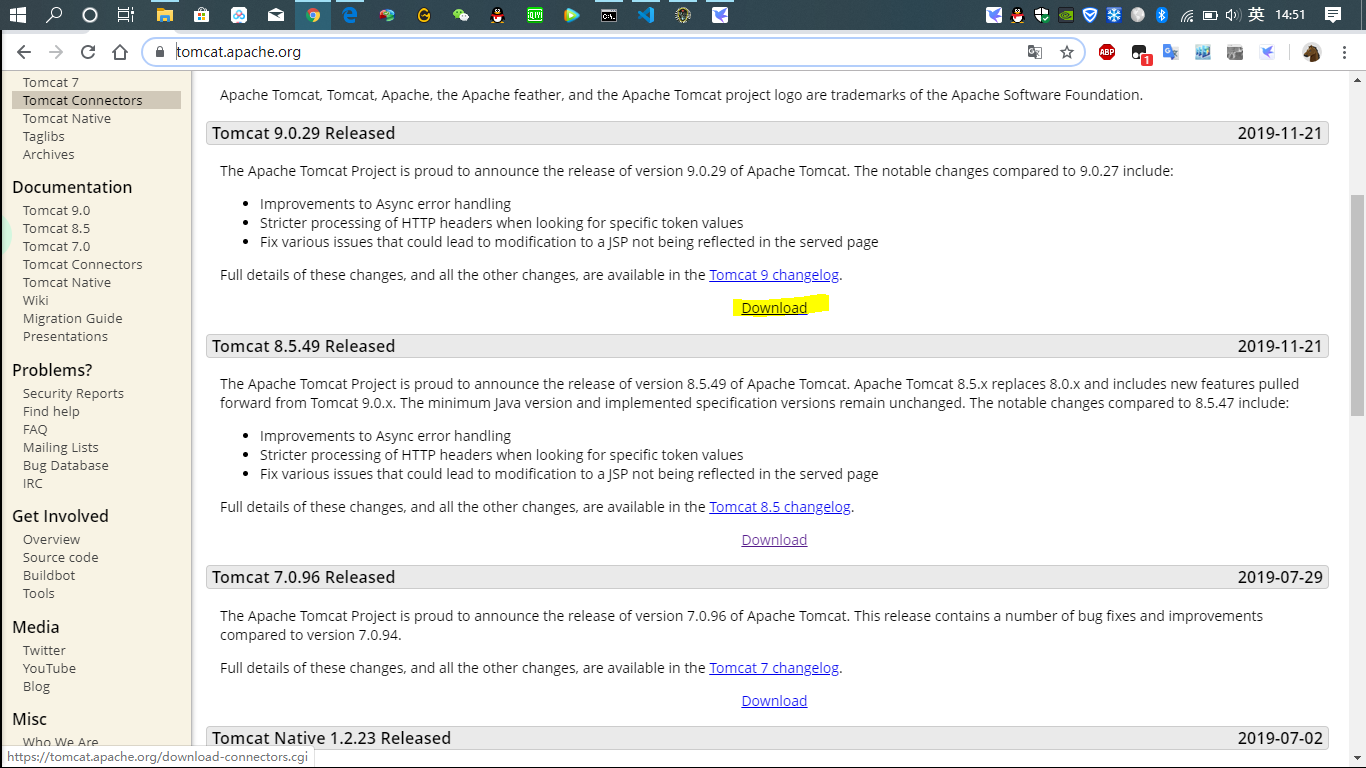 英 14:51
tomcat.apache.org
ABP
1
Tomcat 7
Tomcat Connectors
Tomcat Native
Taglibs
Archives
Documentation
Tomcat 9.0
Tomcat 8.5
Tomcat 7.0
Tomcat Connectors
Tomcat Native
Wiki
Migration Guide
Presentations
Problems?
Security Reports
Find help
FAQ
Mailing Lists
Bug Database
IRC
Get Involved
Overview
Source code
Buildbot
Tools
Media
Twitter
YouTube
Blog
Misc
Who We Are
https://tomcat.apache.org/download-connectors.cgi
Apache Tomcat, Tomcat, Apache, the Apache feather, and the Apache Tomcat project logo are trademarks of the Apache Software Foundation.
Tomcat 9.0.29 Released 2019-11-21
The Apache Tomcat Project is proud to announce the release of version 9.0.29 of Apache Tomcat. The notable changes compared to 9.0.27 include:
• Improvements to Async error handling
• Stricter processing of HTTP headers when looking for specific token values
• Fix various issues that could lead to modification to a JSP not being reflected in the served page
Full details of these changes, and all the other changes, are available in the Tomcat 9 changelog.
Download
Tomcat 8.5.49 Released 2019-11-21
The Apache Tomcat Project is proud to announce the release of version 8.5.49 of Apache Tomcat. Apache Tomcat 8.5.x replaces 8.0.x and includes new features pulled
forward from Tomcat 9.0.x. The minimum Java version and implemented specification versions remain unchanged. The notable changes compared to 8.5.47 include:
• Improvements to Async error handling
• Stricter processing of HTTP headers when looking for specific token values
• Fix various issues that could lead to modification to a JSP not being reflected in the served page
Full details of these changes, and all the other changes, are available in the Tomcat 8.5 changelog.
Download
Tomcat 7.0.96 Released 2019-07-29
The Apache Tomcat Project is proud to announce the release of version 7.0.96 of Apache Tomcat. This release contains a number of bug fixes and improvements
compared to version 7.0.94.
Full details of these changes, and all the other changes, are available in the Tomcat 7 changelog.
Download
Tomcat Native 1.2.23 Released 2019-07-02